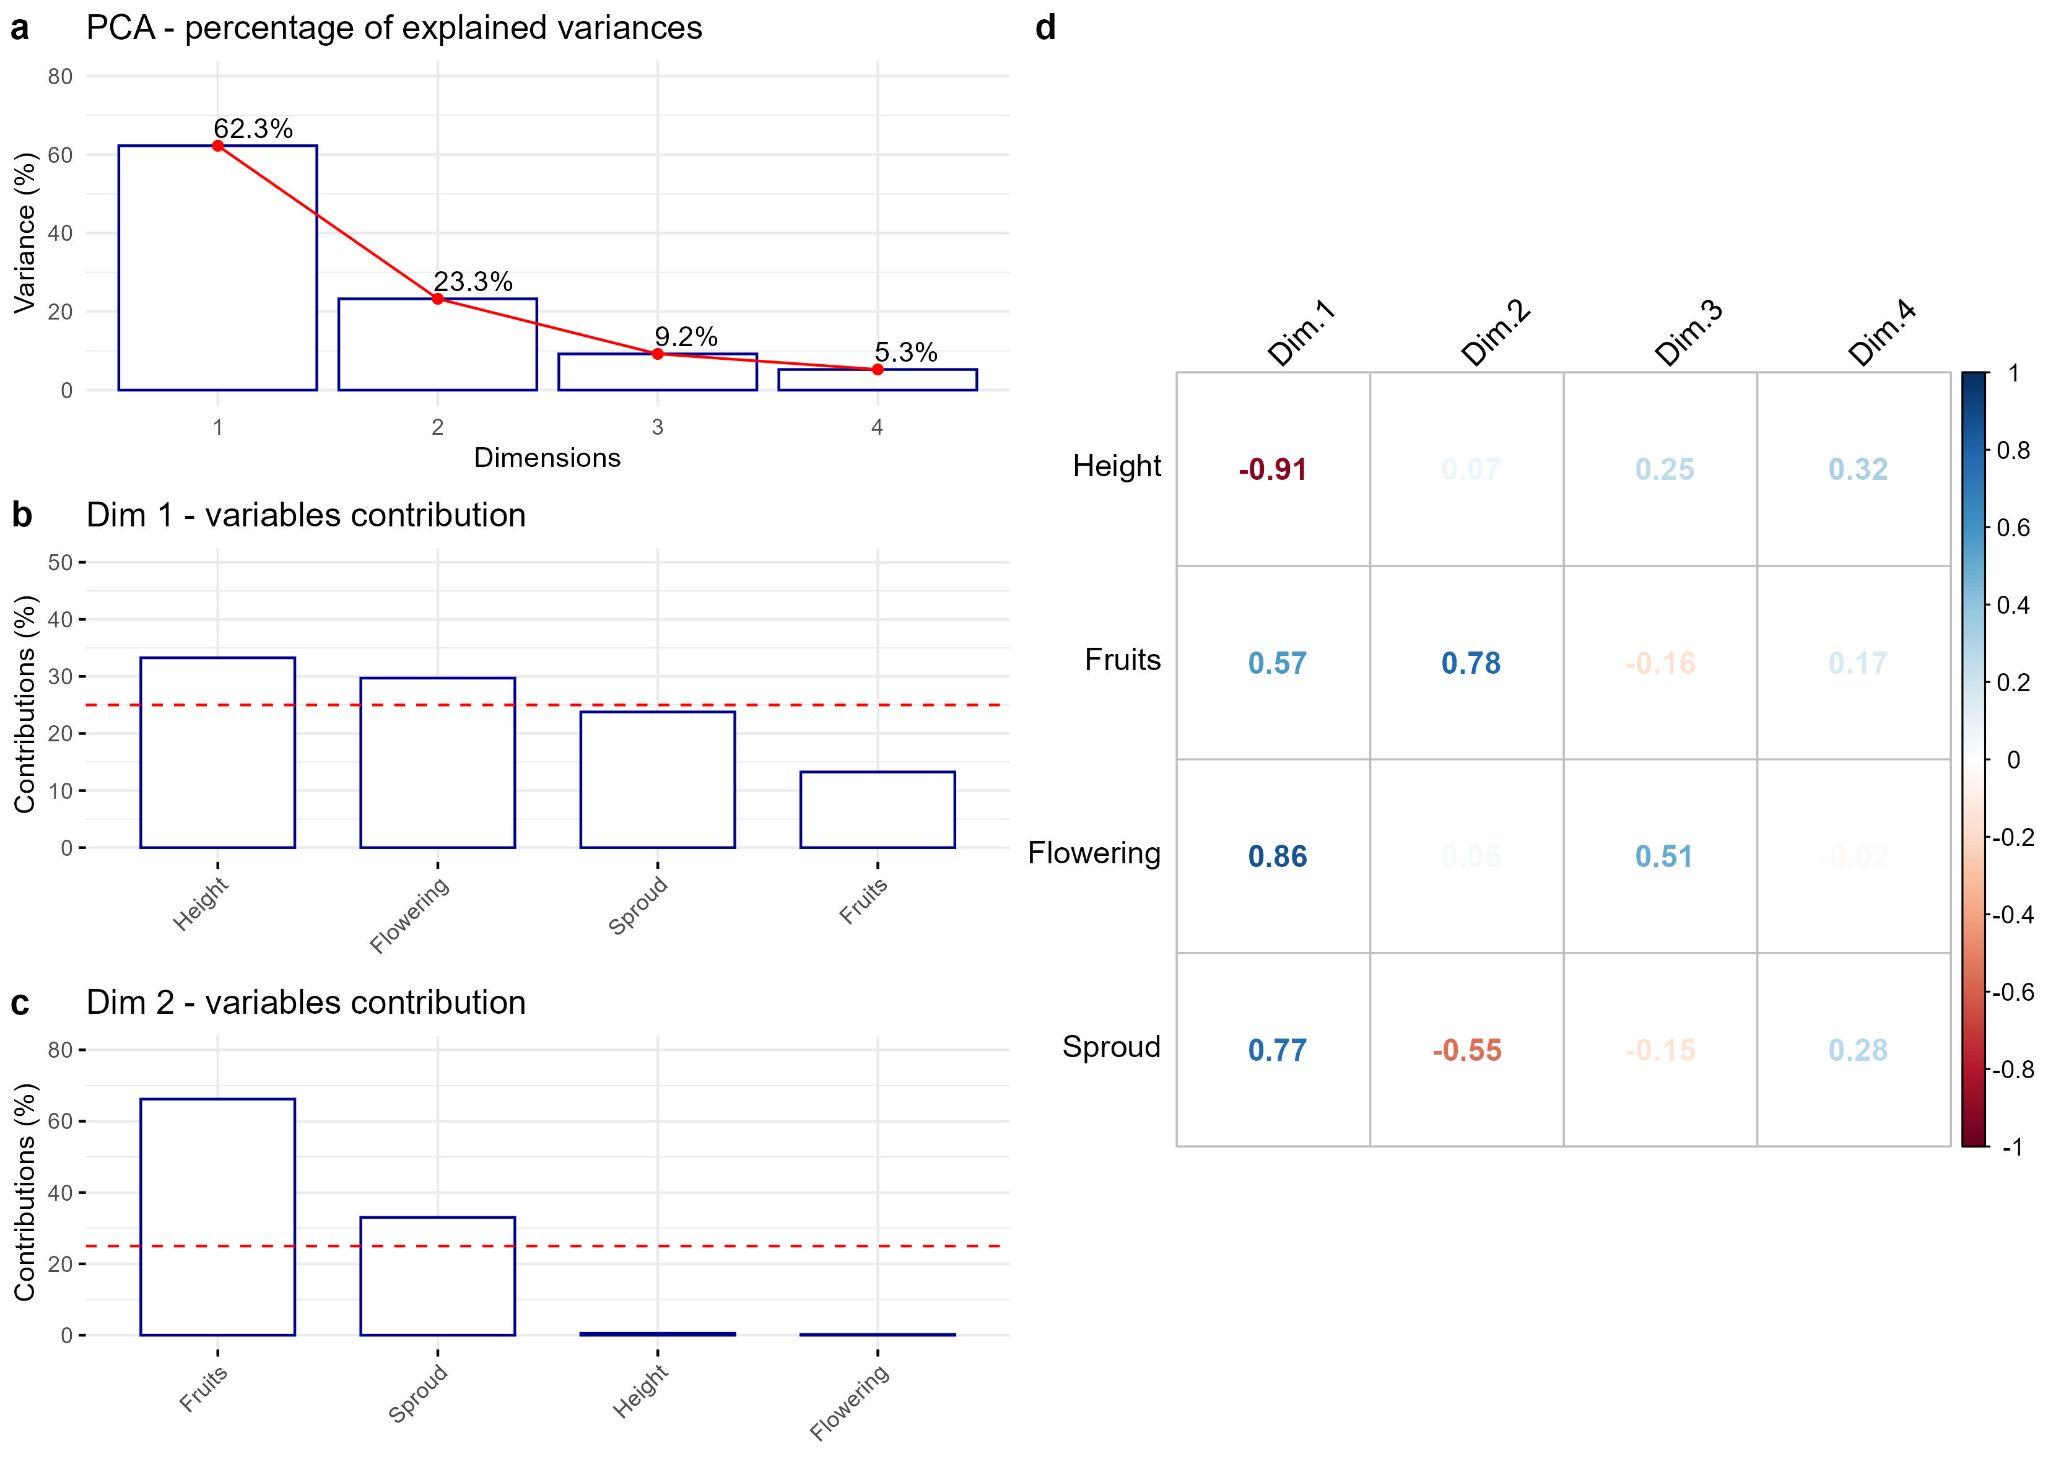 a PCA - percentage of explained variances
Variance (%)
80
60
40
20
0
62.3%
23.3%
9.2%
5.3%
1 2 3 4
Dimensions
b Dim 1 - variables contribution
Contributions (%)
50
40
30
20
10
0
Height Flowering Sproud Fruits
c Dim 2 - variables contribution
Contributions (%)
80
60
40
20
0
Fruits Sproud Height Flowering
d
Dim.1 Dim.2 Dim.3 Dim.4
Height -0.91 0.07 0.25 0.32
Fruits 0.57 0.78 -0.16 0.17
Flowering 0.86 0.05 0.51 -0.02
Sproud 0.77 -0.55 -0.15 0.28
1
0.8
0.6
0.4
0.2
0
-0.2
-0.4
-0.6
-0.8
-1